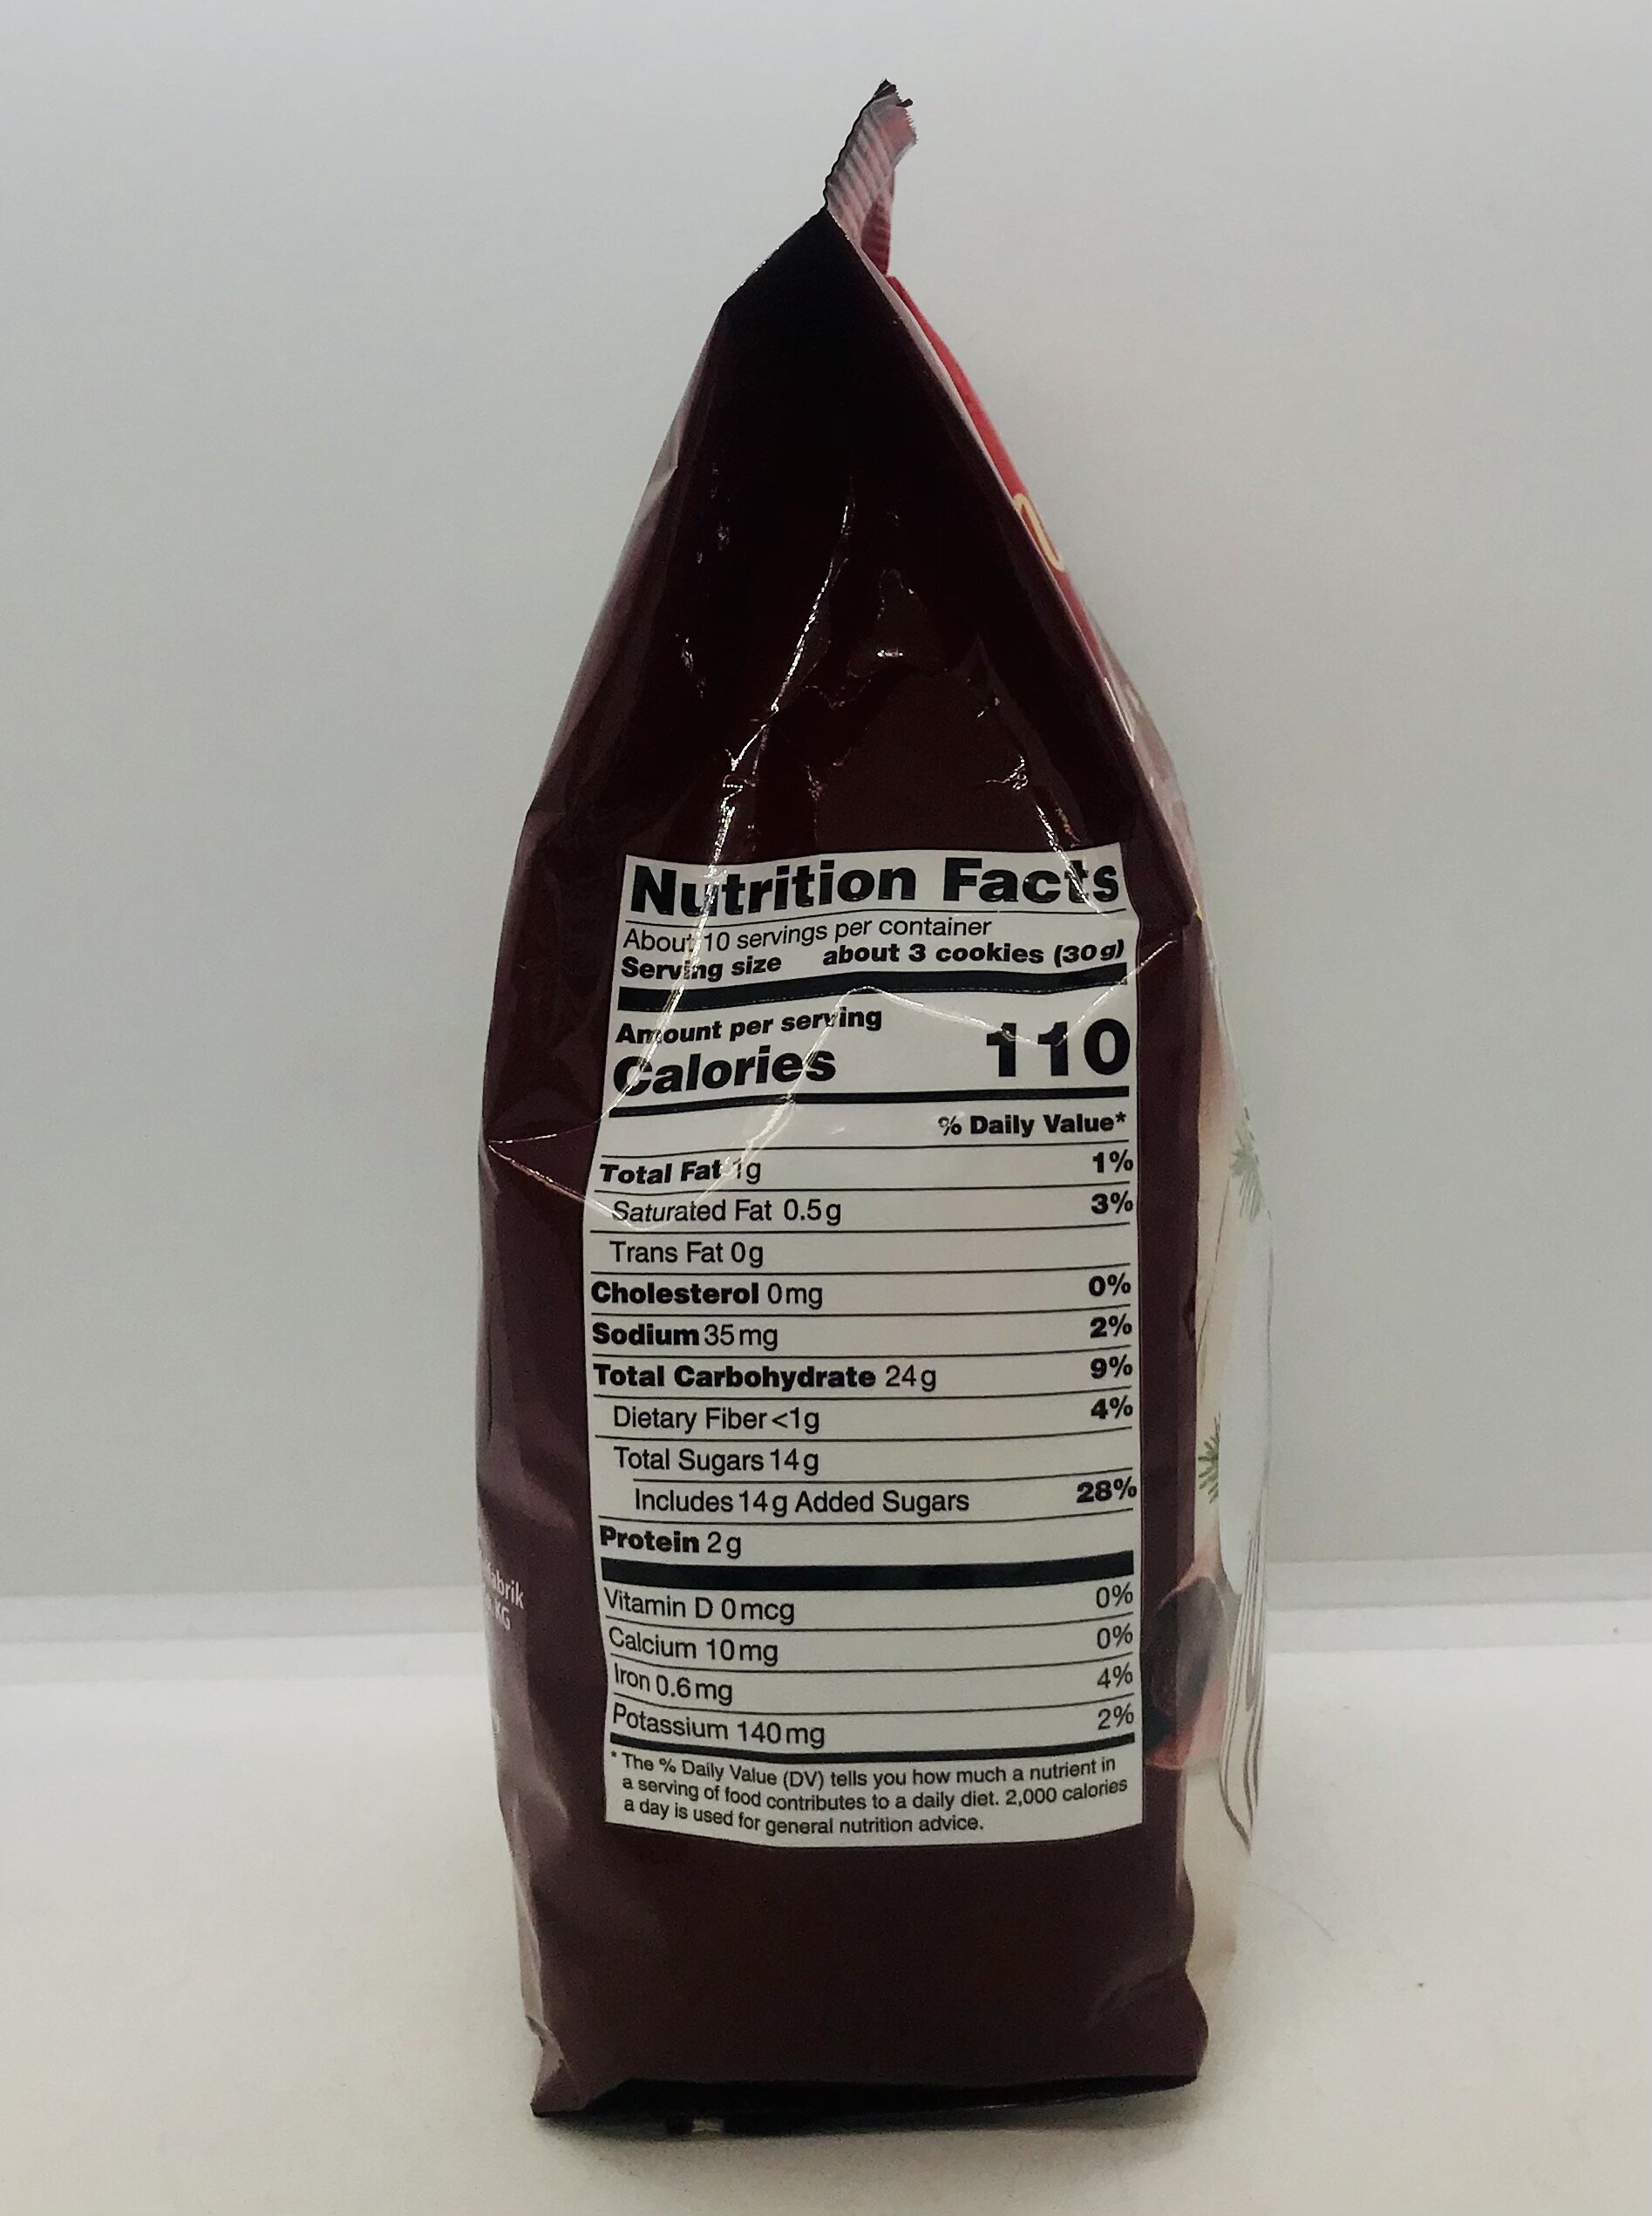 Nutrition Facts
About 10 servings per container
Serving size about 3 cookies (30g)
Amount per serving
Calories 110
% Daily Value*
Total Fat 1g 1%
Saturated Fat 0.5g 3%
Trans Fat 0g
Cholesterol 0mg 0%
Sodium 35mg 2%
Total Carbohydrate 24g 9%
Dietary Fiber <1g 4%
Total Sugars 14g
Includes 14g Added Sugars 28%
Protein 2g
Vitamin D 0mcg 0%
Calcium 10mg 0%
Iron 0.6mg 4%
Potassium 140mg 2%
* The % Daily Value (DV) tells you how much a nutrient in
a serving of food contributes to a daily diet. 2,000 calories
a day is used for general nutrition advice.
KG